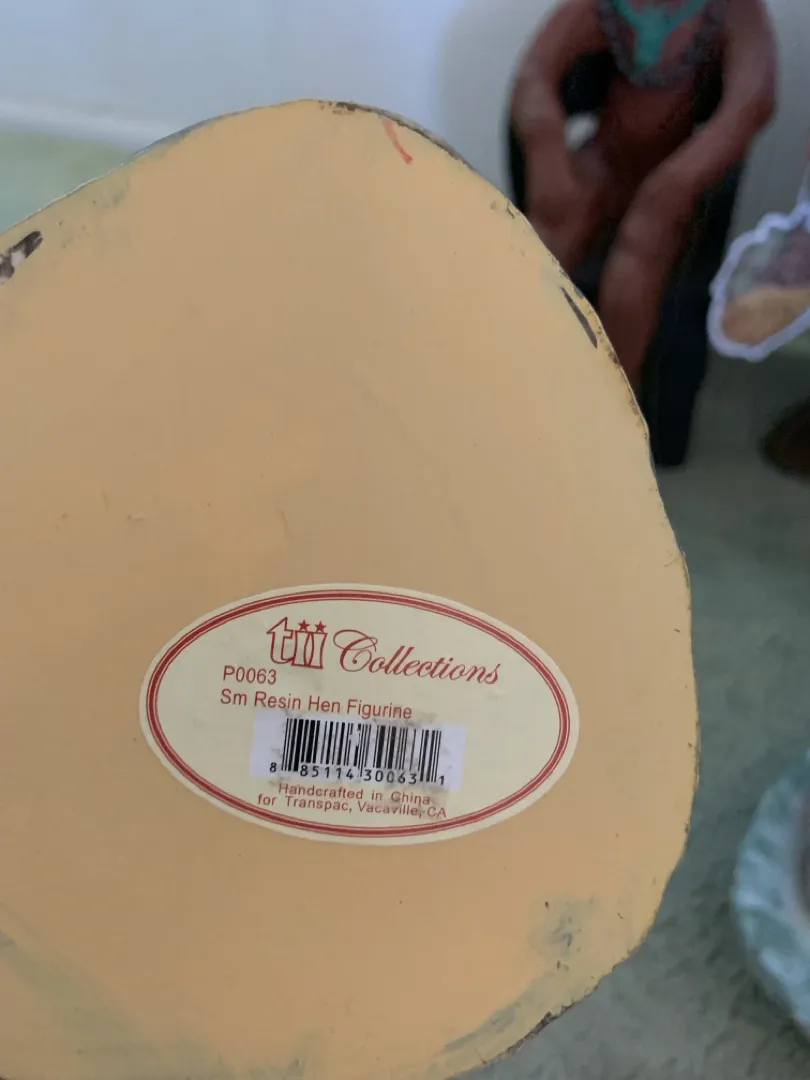 tii Collections
P0063
Sm Resin Hen Figurine
8 85114 30063 1
Handcrafted in China
for Transpac, Vacaville, CA